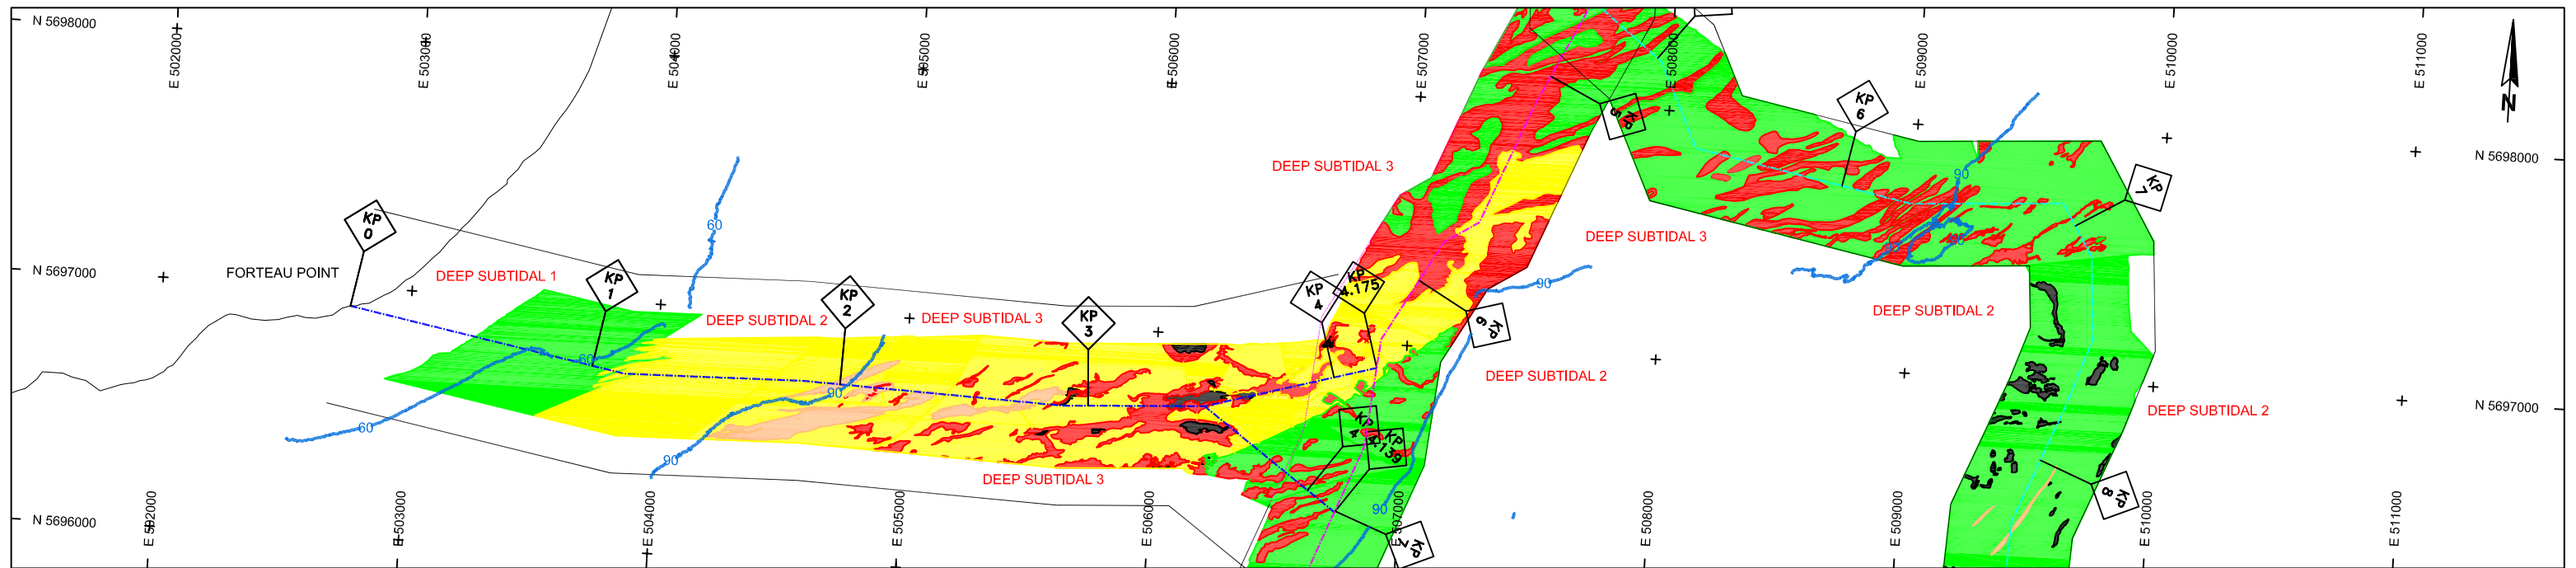 N 5698000
E 502000
E 503000
E 504000
E 505000
E 506000
E 507000
E 508000
E 509000
E 510000
E 511000
N
KP
6
KP
5
N 5698000
DEEP SUBTIDAL 3
90
KP
7
KP
0
60
DEEP SUBTIDAL 3
90
N 5697000
FORTEAU POINT
DEEP SUBTIDAL 1
KP
1
KP
2
KP
4
KP
4.175
90
DEEP SUBTIDAL 2
DEEP SUBTIDAL 3
KP
3
KP
6
DEEP SUBTIDAL 2
60
DEEP SUBTIDAL 2
90
60
N 5697000
DEEP SUBTIDAL 2
KP
4
KP
4.139
90
DEEP SUBTIDAL 3
KP
8
90
N 5696000
KP
7
E 502000
E 503000
E 504000
E 505000
E 506000
E 507000
E 508000
E 509000
E 510000
E 511000